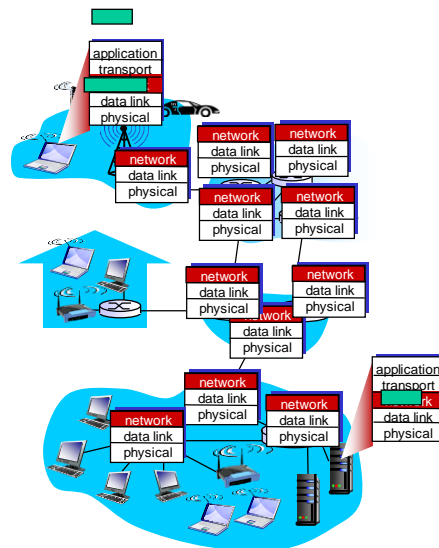 application
transport
data link
physical
network
data link
physical
network
data link
physical
network
data link
physical
network
data link
physical
network
data link
physical
network
data link
physical
network
data link
physical
network
data link
physical
network
data link
physical
network
data link
physical
network
data link
physical
application
transport
network
data link
physical